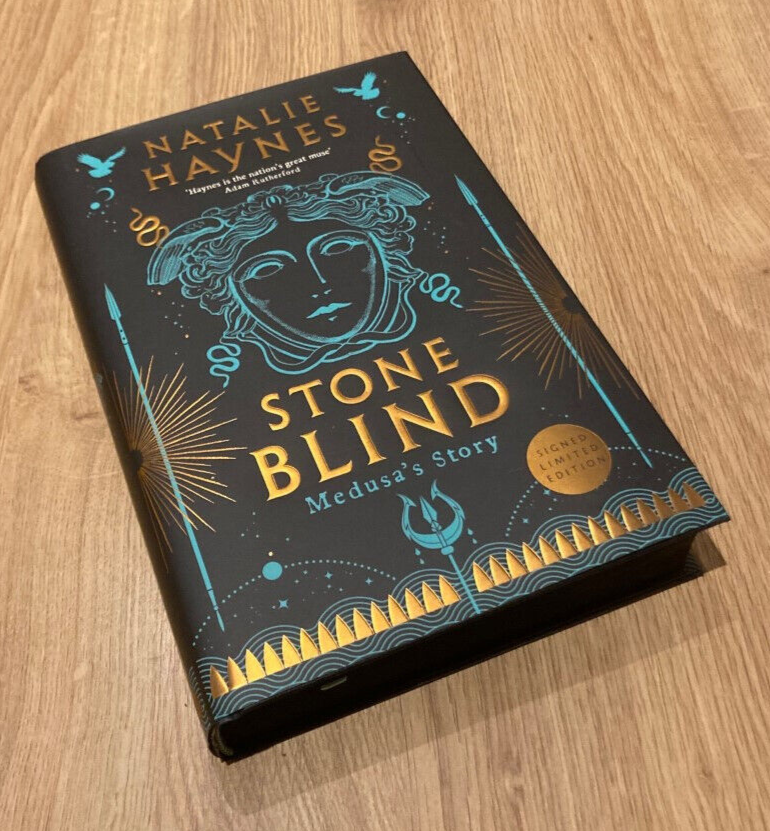 NATALIE
HAYNES
'Haynes is the nation's great muse'
Adam Rutherford
STONE
BLIND
Medusa's Story
SIGNED
LIMITED
EDITION